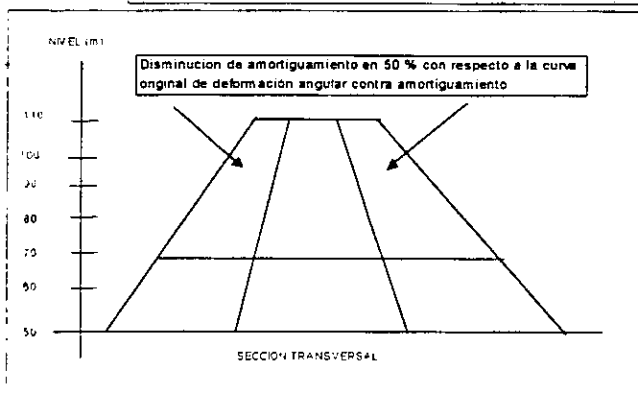 NIVEL (m)
Disminucion de amortiguamiento en 50 % con respecto a la curva
original de deformación angular contra amortiguamiento
110
100
90
80
70
60
50
SECCION TRANSVERSAL